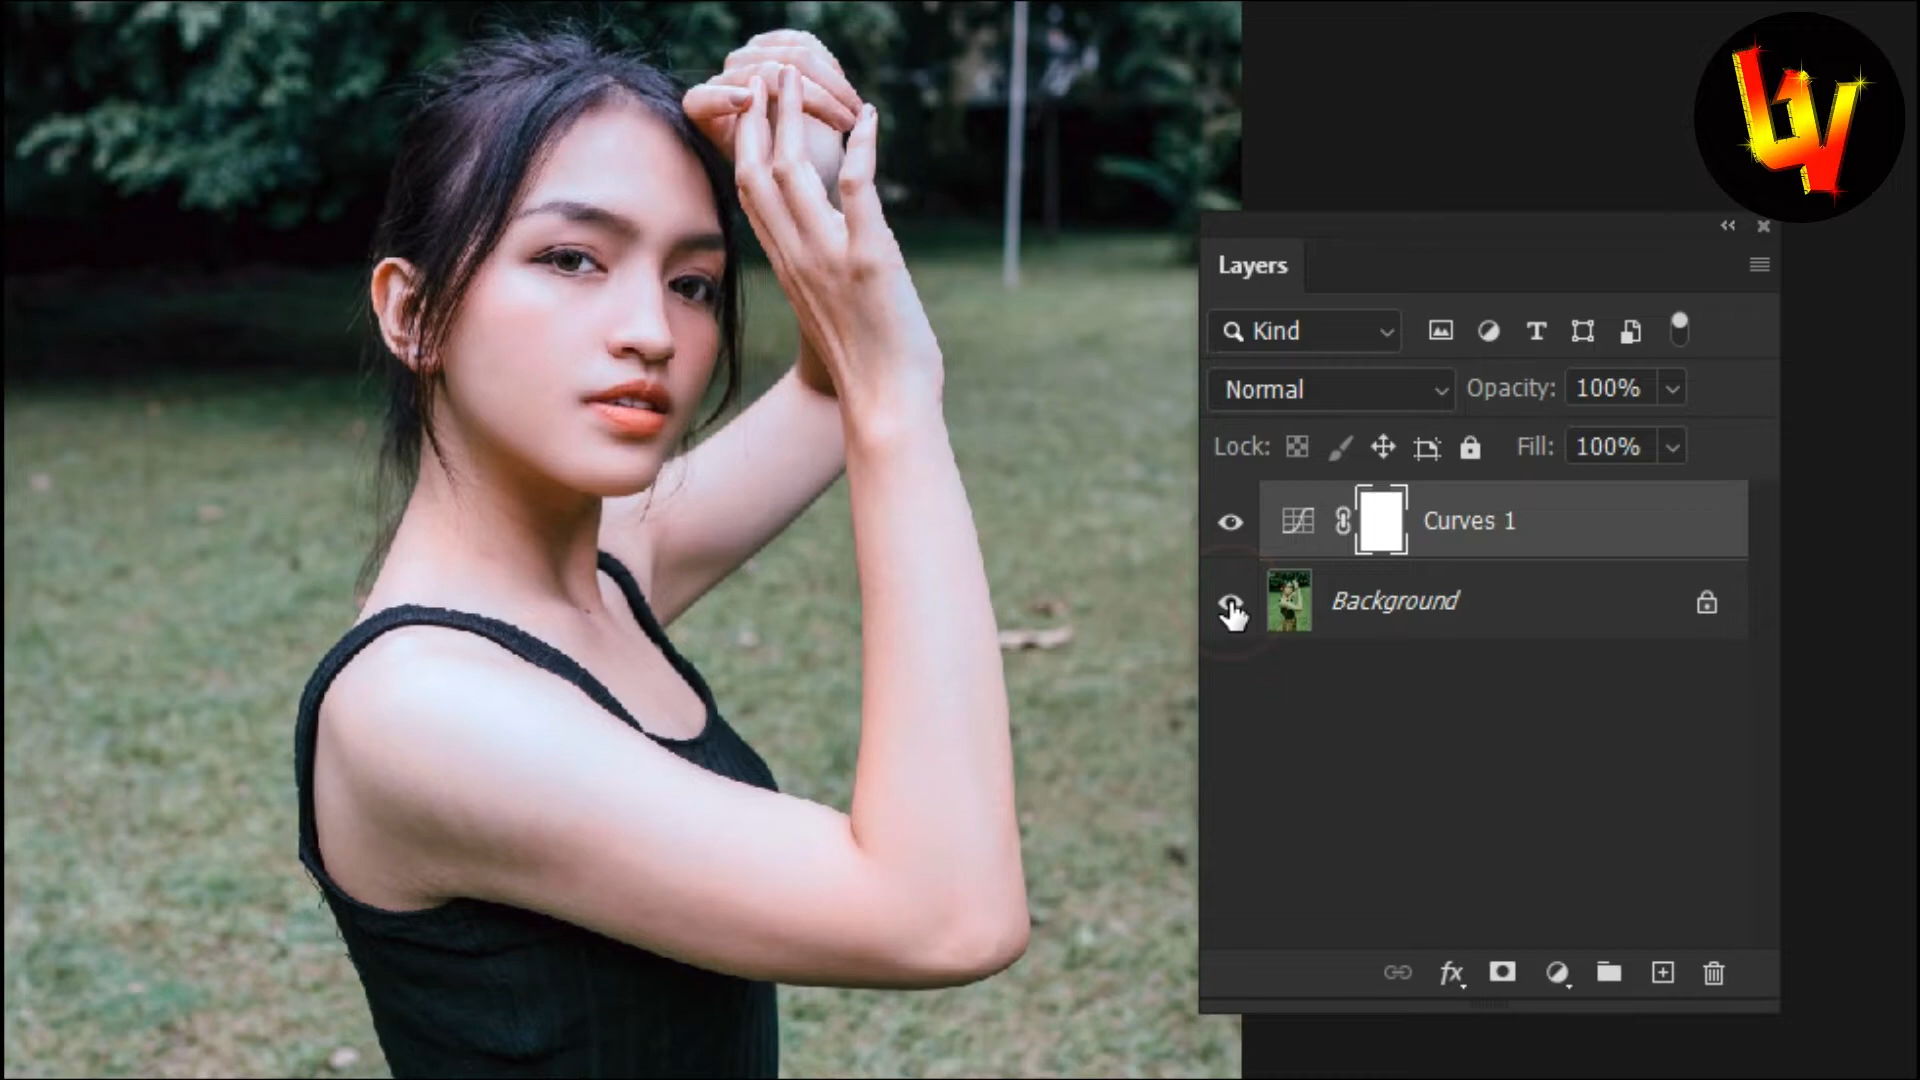 Layers
Kind
Normal
Opacity: 100%
Lock:
Fill: 100%
Curves 1
Background
fx